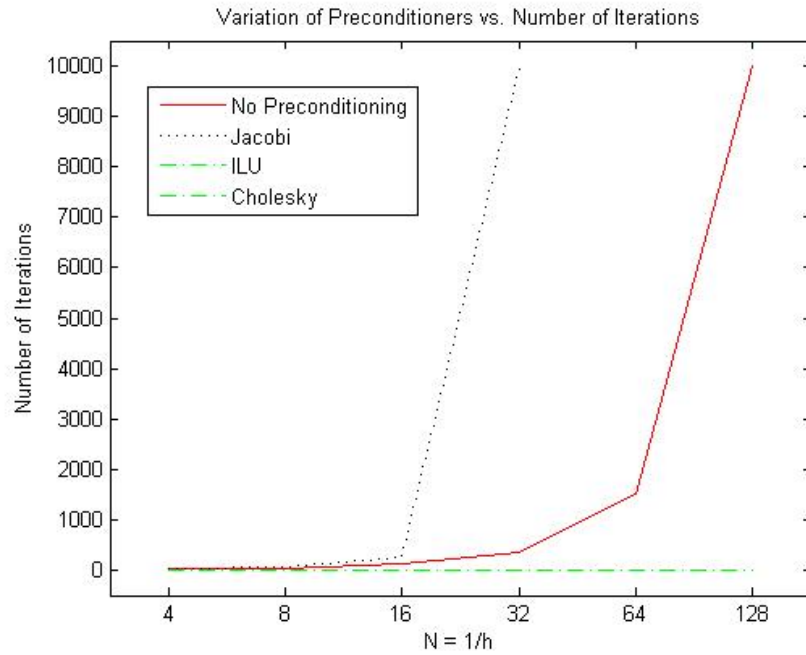 Variation of Preconditioners vs. Number of Iterations
10000
9000
8000
7000
6000
5000
4000
3000
2000
1000
0
Number of Iterations
No Preconditioning
Jacobi
ILU
Cholesky
4 8 16 32 64 128
N = 1/h